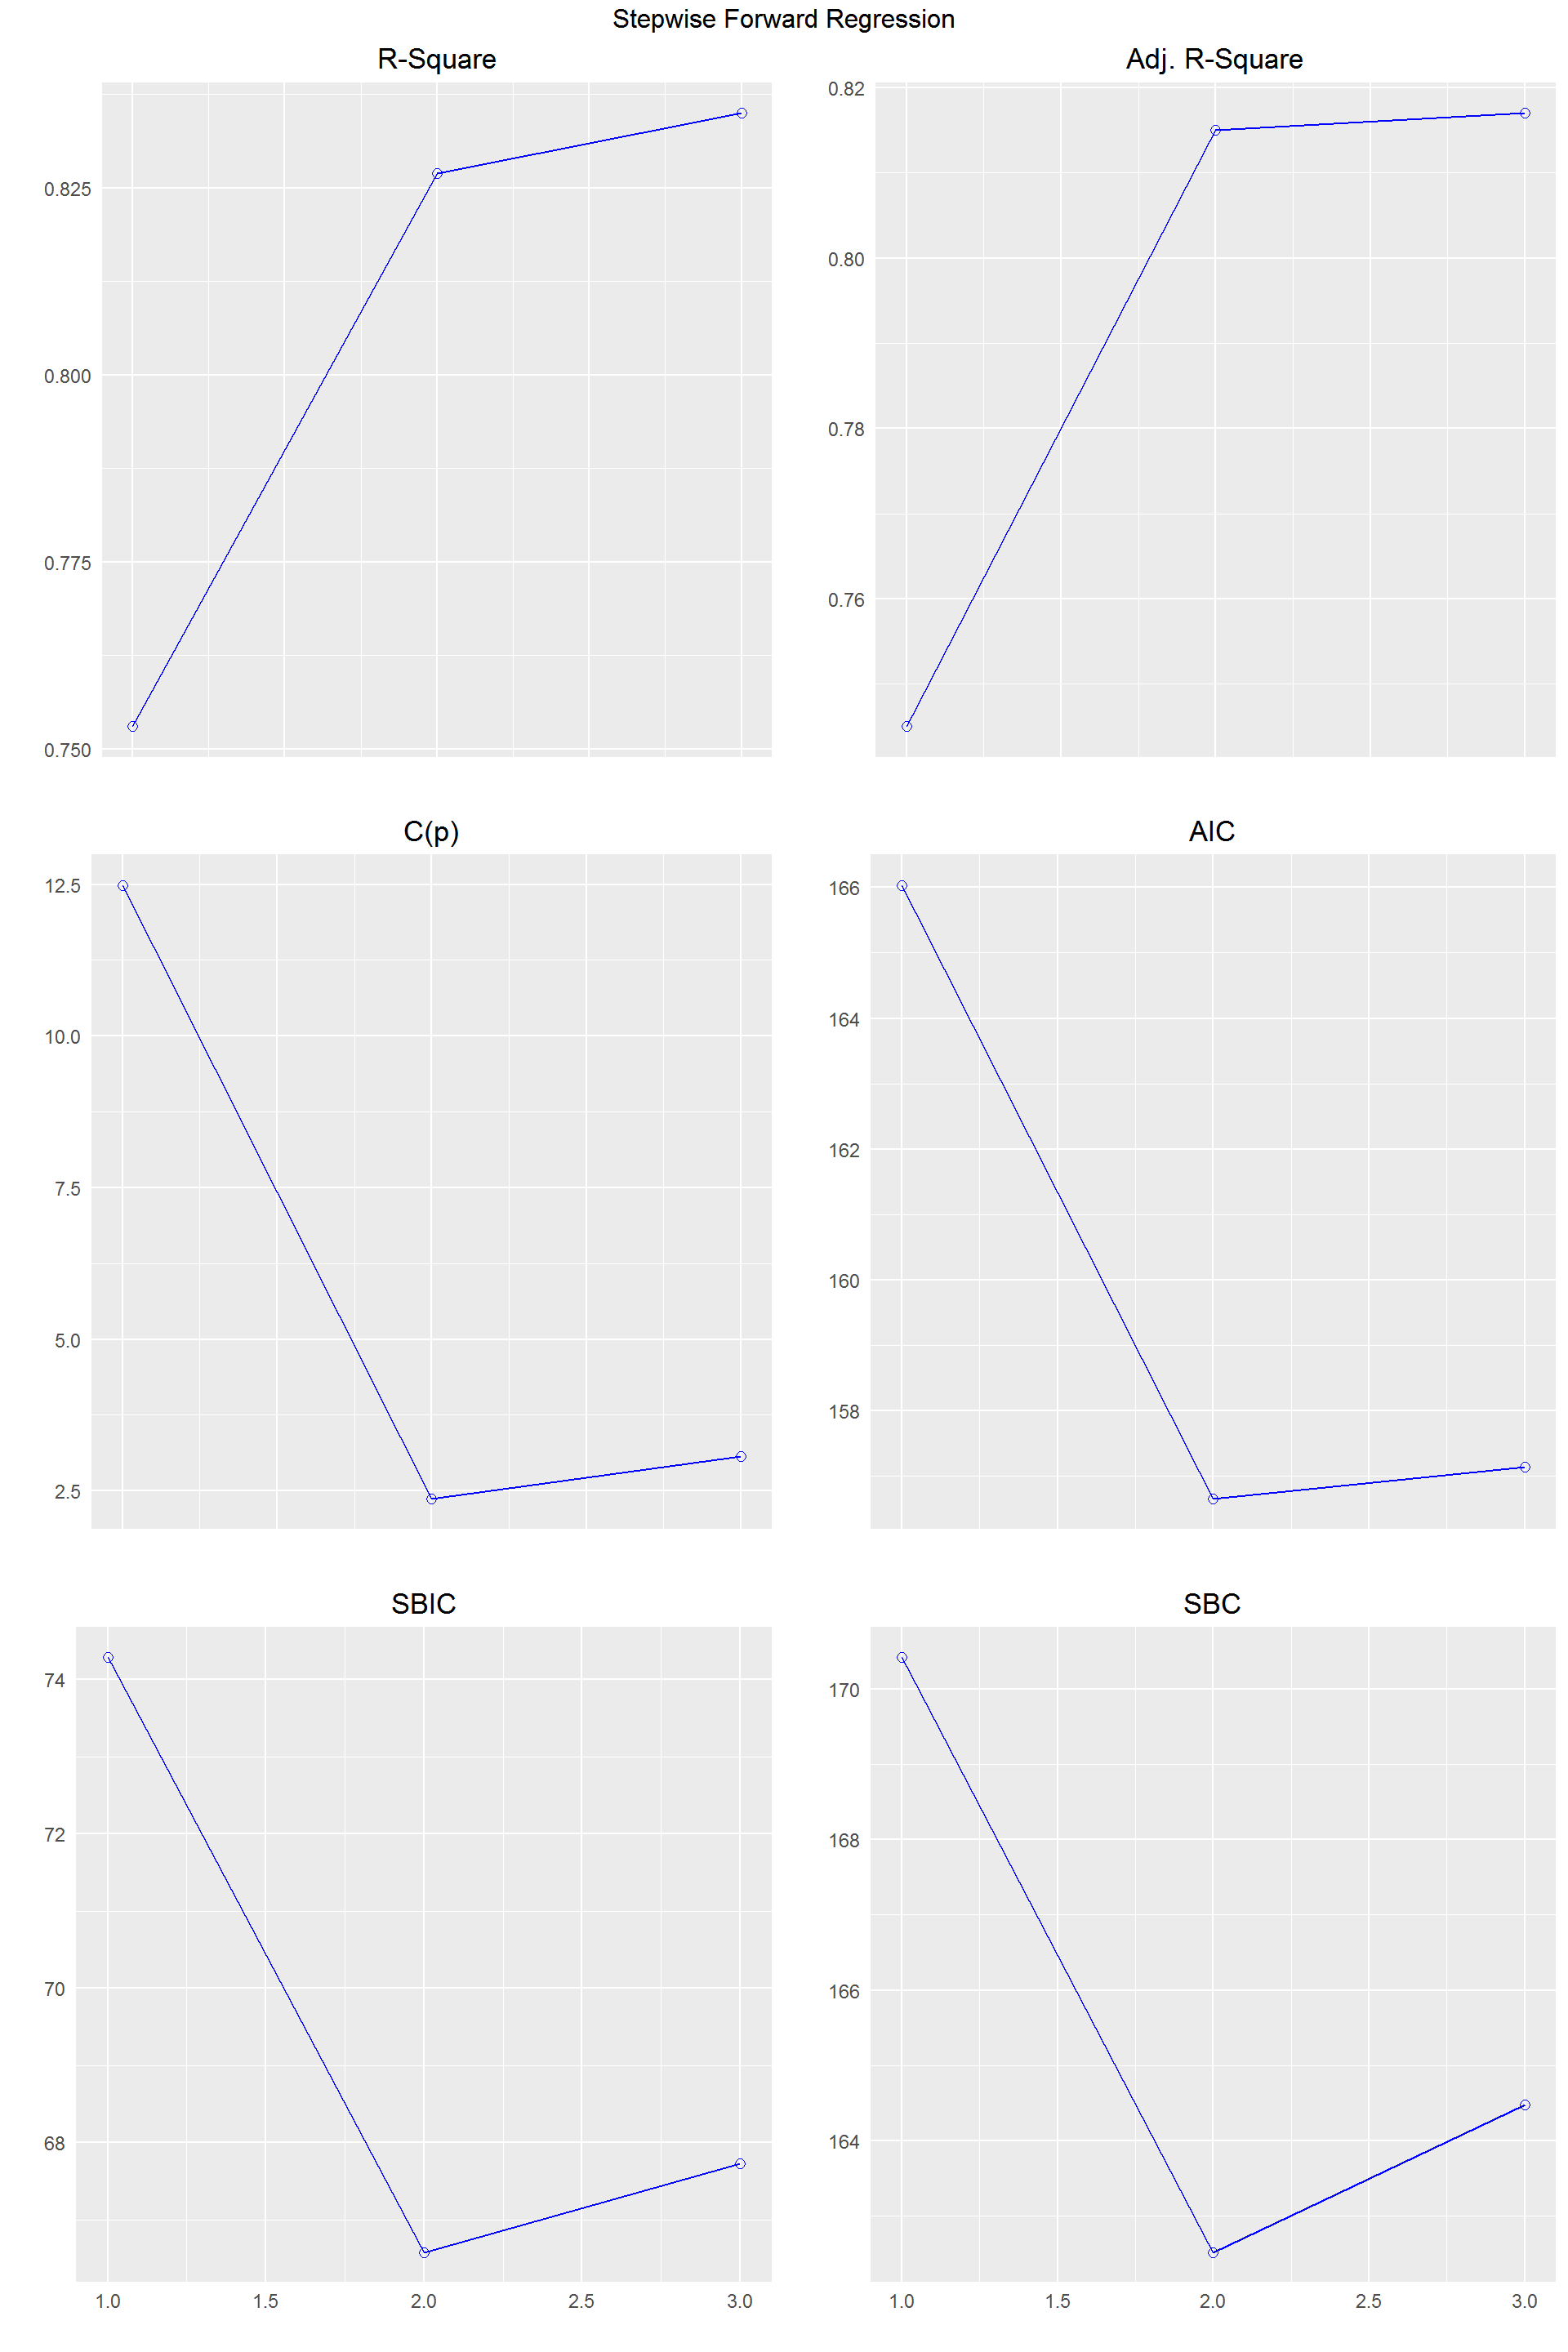 Stepwise Forward Regression
R-Square
0.825
0.800
0.775
0.750
Adj. R-Square
0.82
0.80
0.78
0.76
C(p)
12.5
10.0
7.5
5.0
2.5
AIC
166
164
162
160
158
SBIC
74
72
70
68
1.0 1.5 2.0 2.5 3.0
SBC
170
168
166
164
1.0 1.5 2.0 2.5 3.0